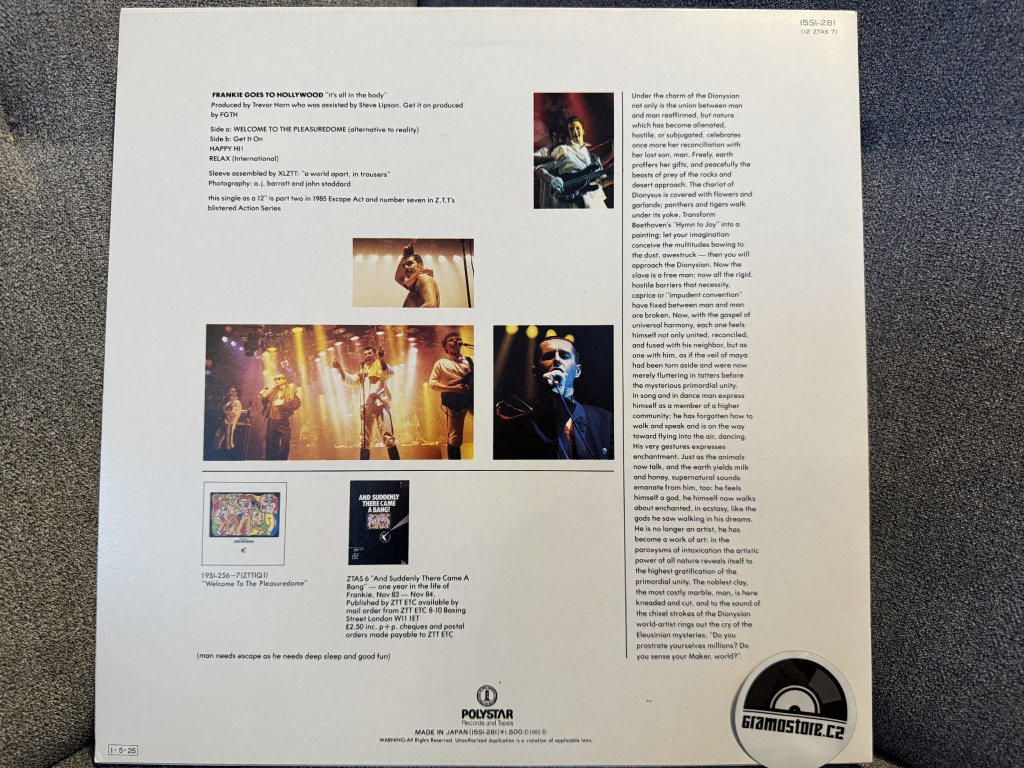 15SI-281
(12 ZTAS 7)
FRANKIE GOES TO HOLLYWOOD "it's all in the body"
Produced by Trevor Horn who was assisted by Steve Lipson. Get it on produced
by FGTH
Side a: WELCOME TO THE PLEASUREDOME (alternative to reality)
Side b: Get It On
HAPPY HI!
RELAX (International)
Sleeve assembled by XLZTT: "a world apart, in trousers"
Photography: a.j. barratt and john stoddard
this single as a 12" is part two in 1985 Escape Act and number seven in Z.T.T's
blistered Action Series
Under the charm of the Dionysian
not only is the union between man
and man reaffirmed, but nature
which has become alienated,
hostile, or subjugated, celebrates
once more her reconciliation with
her lost son, man. Freely, earth
proffers her gifts, and peacefully the
beasts of prey of the rocks and
desert approach. The chariot of
Dionysus is covered with flowers and
garlands; panthers and tigers walk
under its yoke. Transform
Beethoven's "Hymn to Joy" into a
painting; let your imagination
conceive the multitudes bowing to
the dust, awestruck — then you will
approach the Dionysian. Now the
slave is a free man; now all the rigid,
hostile barriers that necessity,
caprice or "impudent convention"
have fixed between man and man
are broken. Now, with the gospel of
universal harmony, each one feels
himself not only united, reconciled,
and fused with his neighbor, but as
one with him, as if the veil of maya
had been torn aside and were now
merely fluttering in tatters before
the mysterious primordial unity.
In song and in dance man express
himself as a member of a higher
community; he has forgotten how to
walk and speak and is on the way
toward flying into the air, dancing.
His very gestures expresses
enchantment. Just as the animals
now talk, and the earth yields milk
and honey, supernatural sounds
emanate from him, too: he feels
himself a god, he himself now walks
about enchanted, in ecstasy, like the
gods he saw walking in his dreams.
He is no longer an artist, he has
become a work of art: in the
paroxysms of intoxication the artistic
power of all nature reveals itself to
the highest gratification of the
primordial unity. The noblest clay,
the most costly marble, man, is here
kneaded and cut, and to the sound of
the chisel strokes of the Dionysian
world-artist rings out the cry of the
Eleusinian mysteries: "Do you
prostrate yourselves millions? Do
you sense your Maker, world?".
AND SUDDENLY
THERE CAME
A BANG!
19SI-256~7(ZTTIQ1)
"Welcome To The Pleasuredome"
ZTAS 6 "And Suddenly There Came A
Bang" — one year in the life of
Frankie, Nov 83 — Nov 84.
Published by ZTT ETC available by
mail order from ZTT ETC 8-10 Basing
Street London W11 1ET
£2.50 inc. p+p. cheques and postal
orders made payable to ZTT ETC
(man needs escape as he needs deep sleep and good fun)
POLYSTAR
Records and Tapes
MADE IN JAPAN (15SI-281) ¥1,500 Ⓟ1985 Ⓡ
WARNING: All Rights Reserved. Unauthorized duplication is a violation of applicable laws.
1·5·25
GRAMOSTORE.CZ